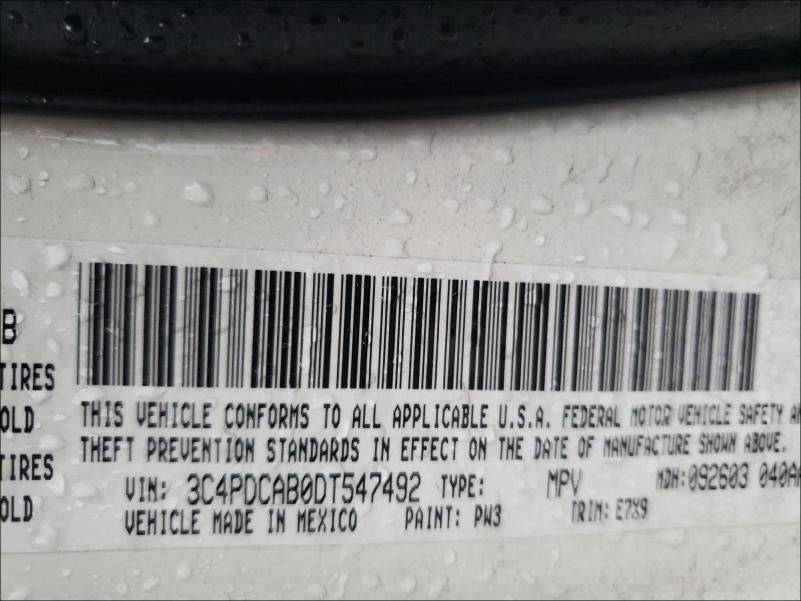 B
TIRES
OLD
TIRES
OLD
THIS VEHICLE CONFORMS TO ALL APPLICABLE U.S.A. FEDERAL MOTOR VEHICLE SAFETY
THEFT PREVENTION STANDARDS IN EFFECT ON THE DATE OF MANUFACTURE SHOWN ABOVE.
VIN: 3C4PDCAB0DT547492 TYPE: MPV MDH:092603 040
VEHICLE MADE IN MEXICO PAINT: PW3 TRIM: E7X9